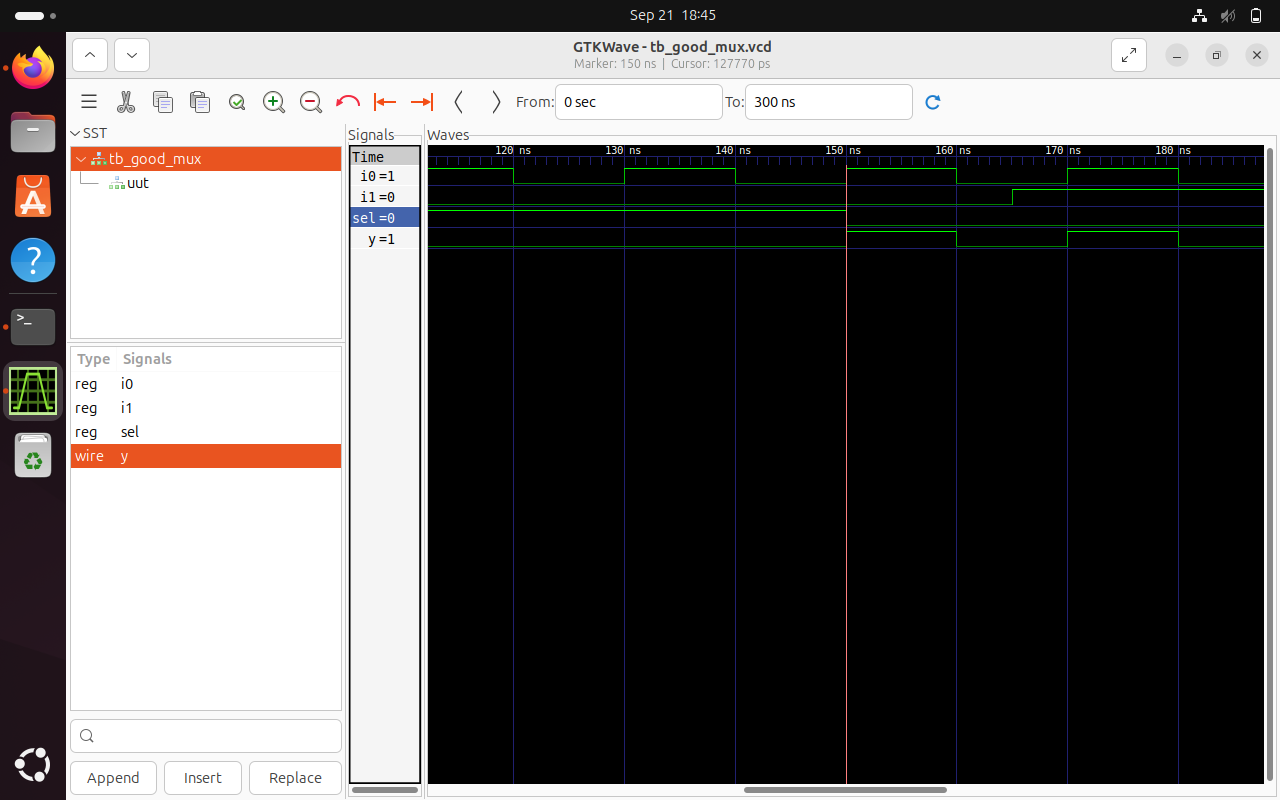 Sep 21 18:45
GTKWave - tb_good_mux.vcd
Marker: 150 ns | Cursor: 127770 ps
From: 0 sec To: 300 ns
SST
tb_good_mux
uut
Type Signals
reg i0
reg i1
reg sel
wire y
Append Insert Replace
Signals
Time
i0 =1
i1 =0
sel =0
y =1
Waves
120 ns 130 ns 140 ns 150 ns 160 ns 170 ns 180 ns